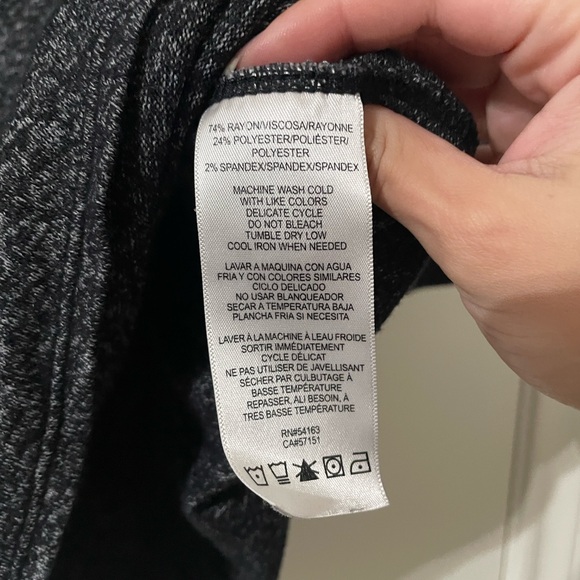 74% RAYON/VISCOSA/RAYONNE
24% POLYESTER/POLIÉSTER/
POLYESTER
2% SPANDEX/SPANDEX/SPANDEX
MACHINE WASH COLD
WITH LIKE COLORS
DELICATE CYCLE
DO NOT BLEACH
TUMBLE DRY LOW
COOL IRON WHEN NEEDED
LAVAR A MAQUINA CON AGUA
FRIA Y CON COLORES SIMILARES
CICLO DELICADO
NO USAR BLANQUEADOR
SECAR A TEMPERATURA BAJA
PLANCHA FRIA SI NECESITA
LAVER À LA MACHINE À LEAU FROIDE
SORTIR IMMÉDIATEMENT
CYCLE DÉLICAT
NE PAS UTILISER DE JAVELLISANT
SÉCHER PAR CULBUTAGE À
BASSE TEMPÉRATURE
REPASSER, ALI BESOIN, À
TRES BASSE TEMPÉRATURE
RN#54163
CA#57151